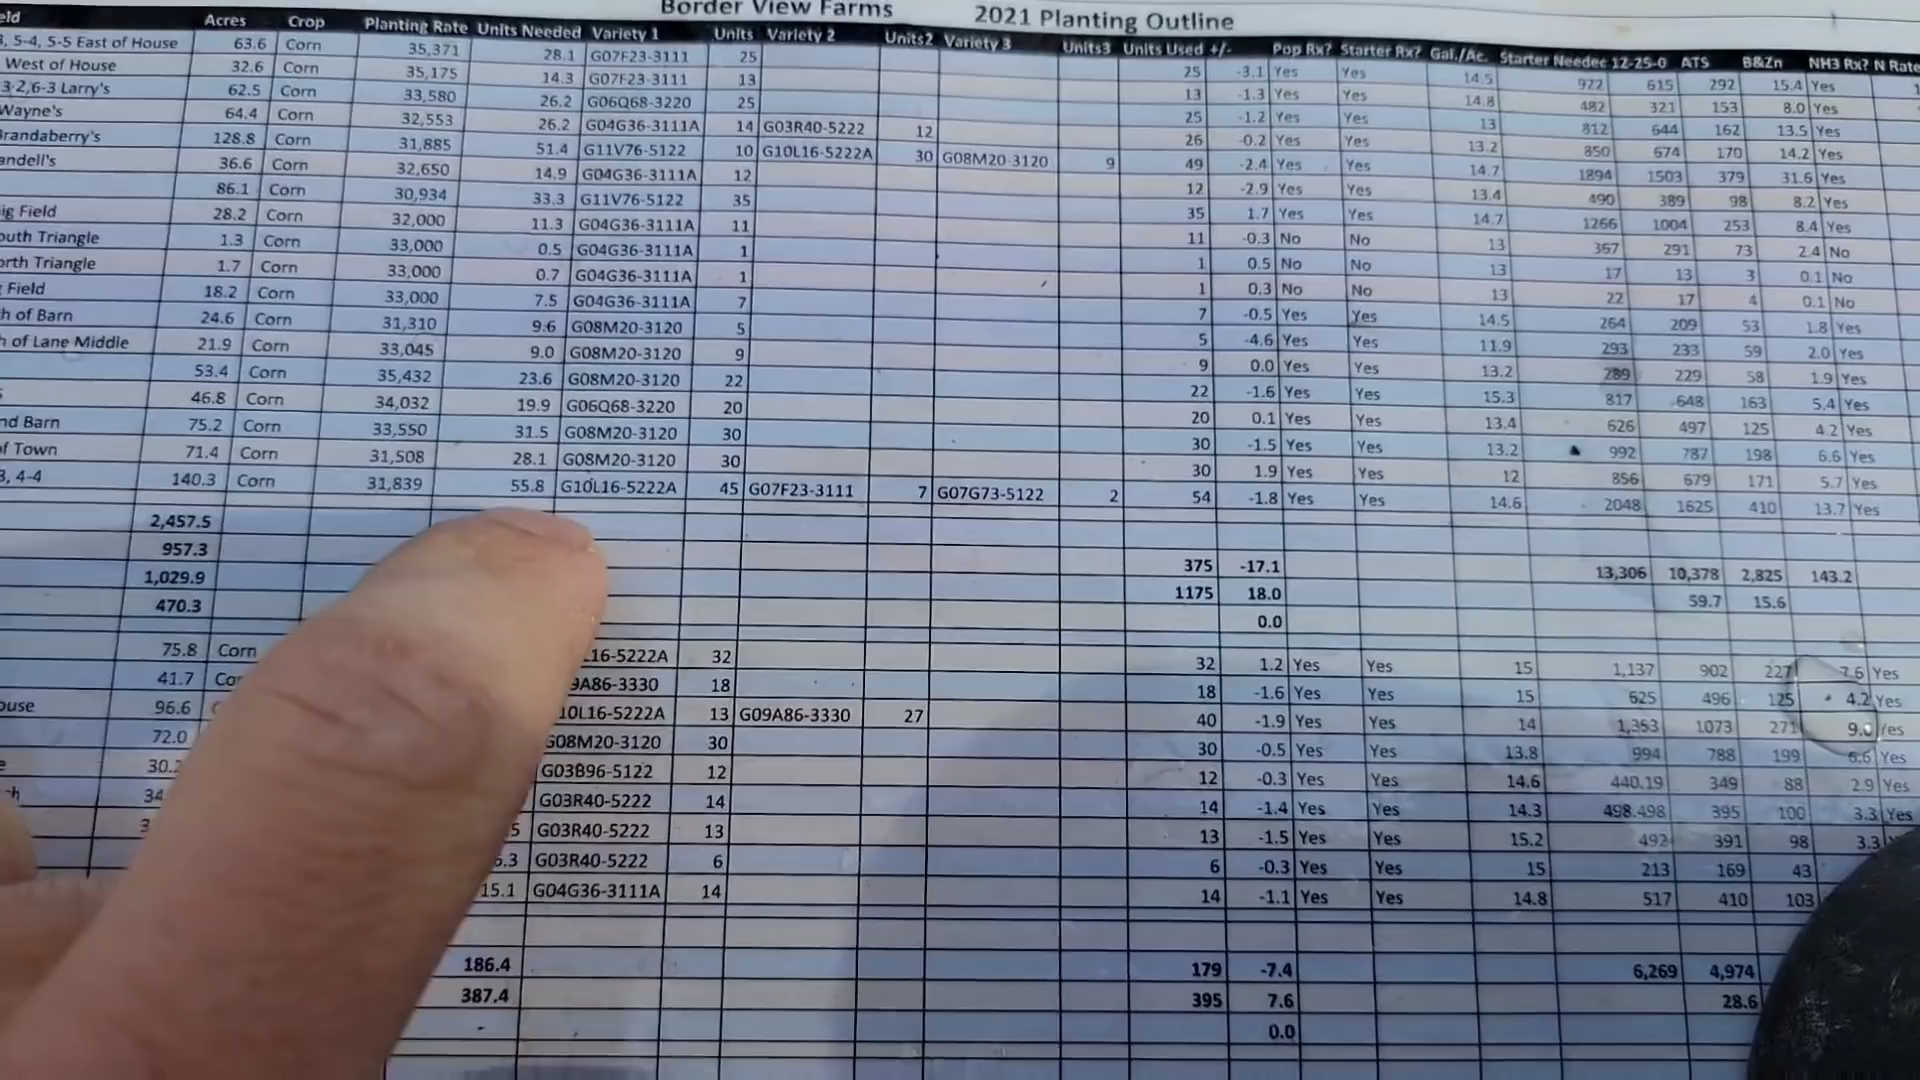 Border View Farms 2021 Planting Outline
eld Acres Crop Planting Rate Units Needed Variety 1 Units Variety 2 Units2 Variety 3 Units3 Units Used +/- Pop Rx? Starter Rx? Gal./Ac. Starter Needed 12-25-0 ATS B&Zn NH3 Rx? N Rate
3, 5-4, 5-5 East of House 63.6 Corn 35,371 28.1 G07F23-3111 25 25 -3.1 Yes Yes 14.5 922 615 292 15.4 Yes
West of House 32.6 Corn 35,175 14.3 G07F23-3111 13 13 -1.3 Yes Yes 14.8 482 321 153 8.0 Yes
3-2,6-3 Larry's 62.5 Corn 33,580 26.2 G06Q68-3220 25 25 -1.2 Yes Yes 13 812 644 162 13.5 Yes
Wayne's 64.4 Corn 32,553 26.2 G04G36-3111A 14 G03R40-5222 12 26 -0.2 Yes Yes 13.2 850 674 170 14.2 Yes
Brandaberry's 128.8 Corn 31,885 51.4 G11V76-5122 10 G10L16-5222A 30 G08M20-3120 9 49 -2.4 Yes Yes 14.7 1894 1503 379 31.6 Yes
andell's 36.6 Corn 32,650 14.9 G04G36-3111A 12 12 -2.9 Yes Yes 13.4 490 389 98 8.2 Yes
86.1 Corn 30,934 33.3 G11V76-5122 35 35 1.7 Yes Yes 14.7 1266 1004 253 8.4 Yes
ig Field 28.2 Corn 32,000 11.3 G04G36-3111A 11 11 -0.3 No No 13 367 291 73 2.4 No
outh Triangle 1.3 Corn 33,000 0.5 G04G36-3111A 1 1 0.5 No No 13 17 13 3 0.1 No
orth Triangle 1.7 Corn 33,000 0.7 G04G36-3111A 1 1 0.3 No No 13 22 17 4 0.1 No
Field 18.2 Corn 33,000 7.5 G04G36-3111A 7 7 -0.5 Yes Yes 14.5 264 209 53 1.8 Yes
h of Barn 24.6 Corn 31,310 9.6 G08M20-3120 5 5 -4.6 Yes Yes 11.9 293 233 59 2.0 Yes
h of Lane Middle 21.9 Corn 33,045 9.0 G08M20-3120 9 9 0.0 Yes Yes 13.2 289 229 58 1.9 Yes
53.4 Corn 35,432 23.6 G08M20-3120 22 22 -1.6 Yes Yes 15.3 817 648 163 5.4 Yes
46.8 Corn 34,032 19.9 G06Q68-3220 20 20 0.1 Yes Yes 13.4 626 497 125 4.2 Yes
nd Barn 75.2 Corn 33,550 31.5 G08M20-3120 30 30 -1.5 Yes Yes 13.2 992 787 198 6.6 Yes
of Town 71.4 Corn 31,508 28.1 G08M20-3120 30 30 1.9 Yes Yes 12 856 679 171 5.7 Yes
3, 4-4 140.3 Corn 31,839 55.8 G10L16-5222A 45 G07F23-3111 7 G07G73-5122 2 54 -1.8 Yes Yes 14.6 2048 1625 410 13.7 Yes
2,457.5
957.3 375 -17.1 13,306 10,378 2,825 143.2
1,029.9 1175 18.0 59.7 15.6
470.3 0.0
75.8 Corn L16-5222A 32 32 1.2 Yes Yes 15 1,137 902 227 7.6 Yes
41.7 Co 9A86-3330 18 18 -1.6 Yes Yes 15 625 496 125 4.2 Yes
ouse 96.6 10L16-5222A 13 G09A86-3330 27 40 -1.9 Yes Yes 14 1,353 1073 271 9.0 Yes
72.0 G08M20-3120 30 30 -0.5 Yes Yes 13.8 994 788 199 6.6 Yes
e 30. G03B96-5122 12 12 -0.3 Yes Yes 14.6 440.19 349 88 2.9 Yes
ch 34 G03R40-5222 14 14 -1.4 Yes Yes 14.3 498.498 395 100 3.3 Yes
3 5 G03R40-5222 13 13 -1.5 Yes Yes 15.2 492 391 98 3.3
5.3 G03R40-5222 6 6 -0.3 Yes Yes 15 213 169 43
15.1 G04G36-3111A 14 14 -1.1 Yes Yes 14.8 517 410 103
186.4 179 -7.4 6,269 4,974
387.4 395 7.6 28.6
- 0.0